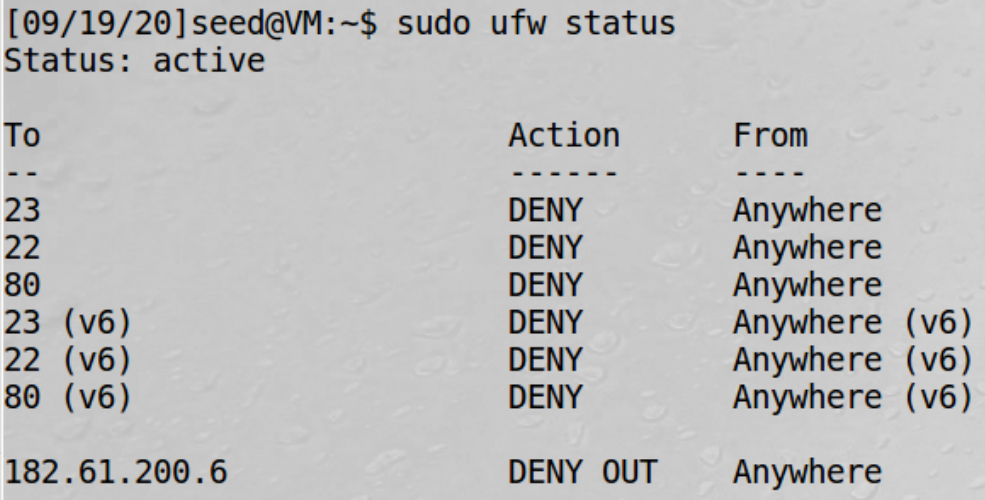 [09/19/20]seed@VM:~$ sudo ufw status
Status: active
To Action From
-- ------ ----
23 DENY Anywhere
22 DENY Anywhere
80 DENY Anywhere
23 (v6) DENY Anywhere (v6)
22 (v6) DENY Anywhere (v6)
80 (v6) DENY Anywhere (v6)
182.61.200.6 DENY OUT Anywhere